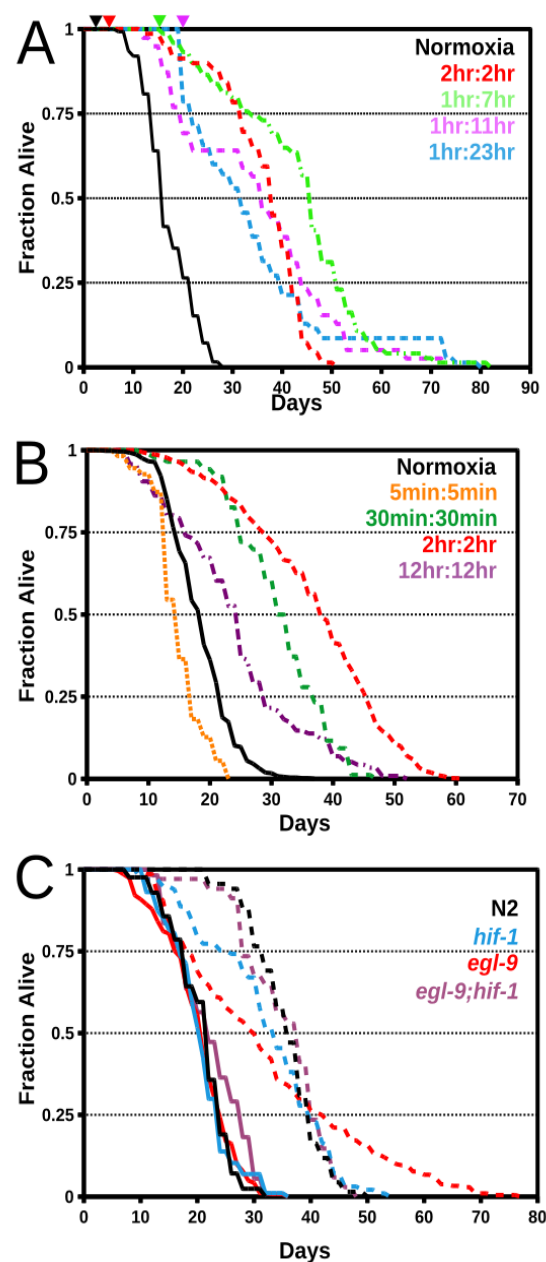 A
Normoxia
2hr:2hr
1hr:7hr
1hr:11hr
1hr:23hr
1
0.75
0.5
0.25
0
Fraction Alive
0 10 20 30 40 50 60 70 80 90
Days
B
Normoxia
5min:5min
30min:30min
2hr:2hr
12hr:12hr
1
0.75
0.5
0.25
0
Fraction Alive
0 10 20 30 40 50 60 70
Days
C
N2
hif-1
egl-9
egl-9;hif-1
1
0.75
0.5
0.25
0
Fraction Alive
0 10 20 30 40 50 60 70 80
Days